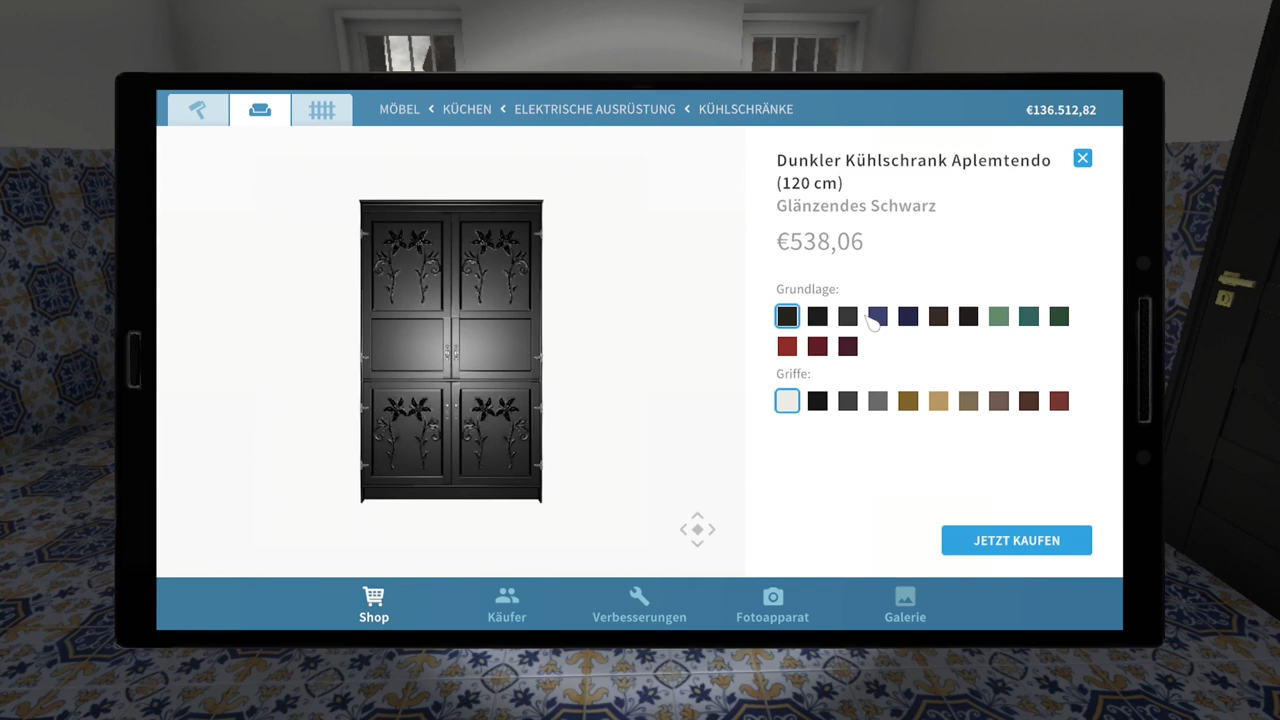 MÖBEL < KÜCHEN < ELEKTRISCHE AUSRÜSTUNG < KÜHLSCHRÄNKE
€136.512,82
Dunkler Kühlschrank Aplemtendo
(120 cm)
Glänzendes Schwarz
€538,06
Grundlage:
Griffe:
JETZT KAUFEN
Shop
Käufer
Verbesserungen
Fotoapparat
Galerie